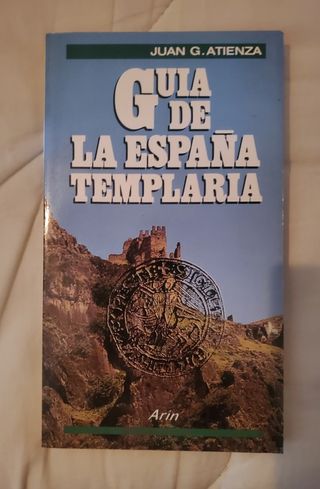 JUAN G. ATIENZA
GUIA
DE
LA ESPAÑA
TEMPLARIA
Arin